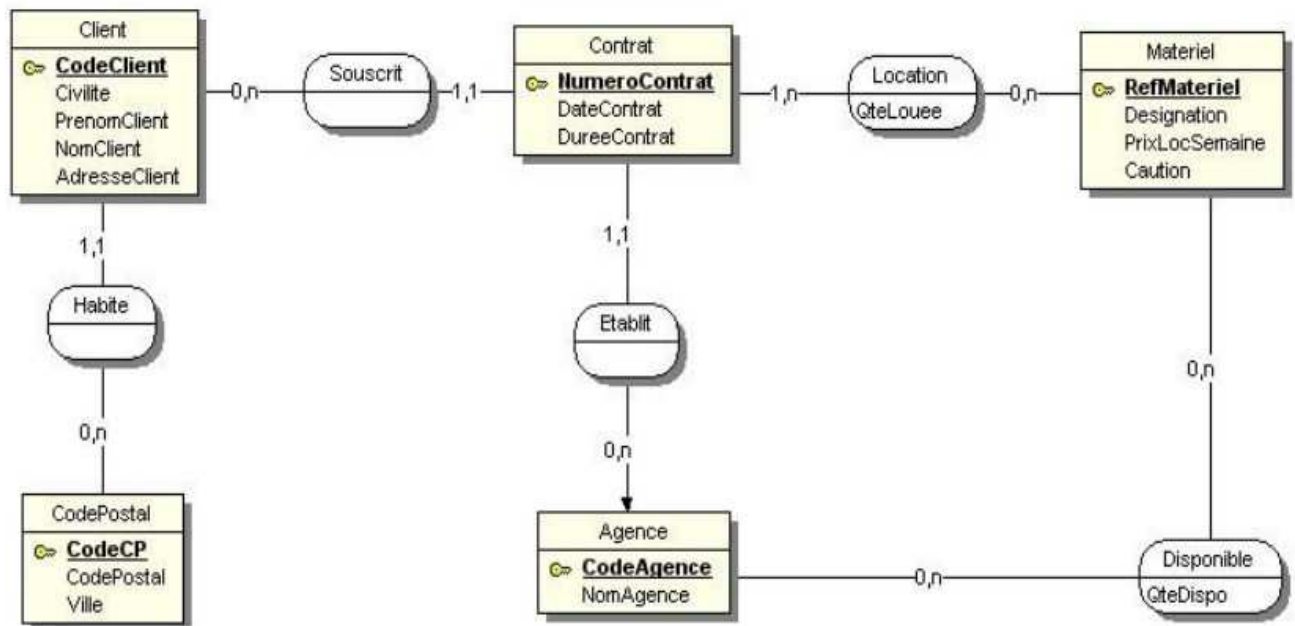 Client
CodeClient
Civilite
PrenomClient
NomClient
AdresseClient
0,n
Souscrit
1,1
Contrat
NumeroContrat
DateContrat
DureeContrat
1,n
Location
QteLouee
0,n
Materiel
RefMateriel
Designation
PrixLocSemaine
Caution
1,1
Habite
0,n
CodePostal
CodeCP
CodePostal
Ville
1,1
Etablit
0,n
Agence
CodeAgence
NomAgence
0,n
0,n
Disponible
QteDispo